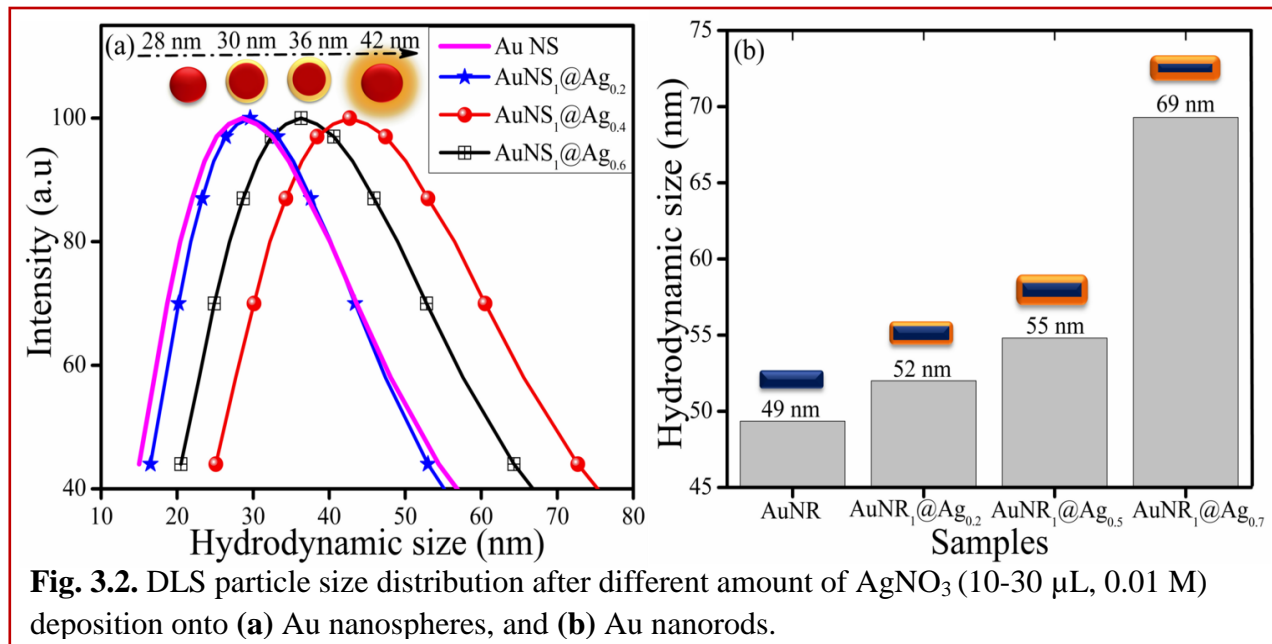 (a) 28 nm 30 nm 36 nm 42 nm
Au NS
AuNS₁@Ag₀.₂
AuNS₁@Ag₀.₄
AuNS₁@Ag₀.₆
Intensity (a.u)
100
80
60
40
10 20 30 40 50 60 70 80
Hydrodynamic size (nm)
(b)
Hydrodynamic size (nm)
75
70
65
60
55
50
45
49 nm
52 nm
55 nm
69 nm
AuNR AuNR₁@Ag₀.₂ AuNR₁@Ag₀.₅ AuNR₁@Ag₀.₇
Samples
Fig. 3.2. DLS particle size distribution after different amount of AgNO₃ (10-30 µL, 0.01 M)
deposition onto (a) Au nanospheres, and (b) Au nanorods.